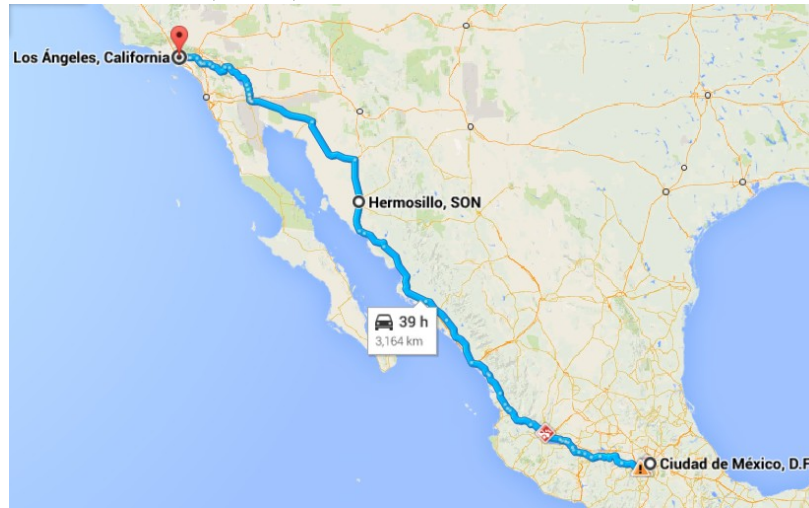 Los Ángeles, California
Hermosillo, SON
39 h
3,164 km
Ciudad de México, D.F